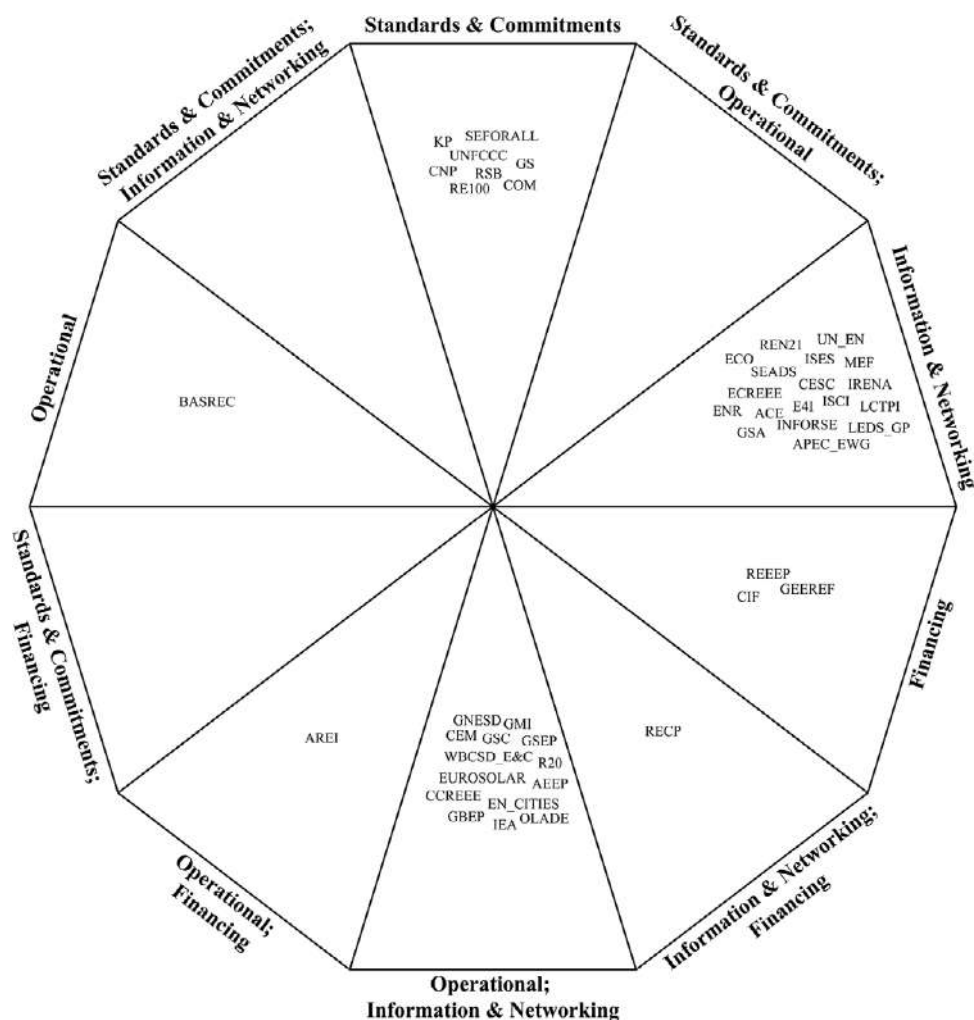 Standards & Commitments
Standards & Commitments;
Operational
Information & Networking
Financing
Information & Networking;
Financing
Operational;
Information & Networking
Operational;
Financing
Standards & Commitments;
Financing
Operational
Standards & Commitments;
Information & Networking
KP SEFORALL
UNFCCC GS
CNP RSB
RE100 COM
REN21 UN_EN
ECO ISES MEF
SEADS
CESC IRENA
ECREEE E4I ISCI LCTPI
ENR ACE
INFORSE LEDS_GP
GSA
APEC_EWG
BASREC
REEEP
CIF GEEREF
RECP
GNESD GMI
CEM GSC GSEP
WBCSD_E&C R20
EUROSOLAR AEEP
CCREEE EN_CITIES
GBEP IEA OLADE
AREI